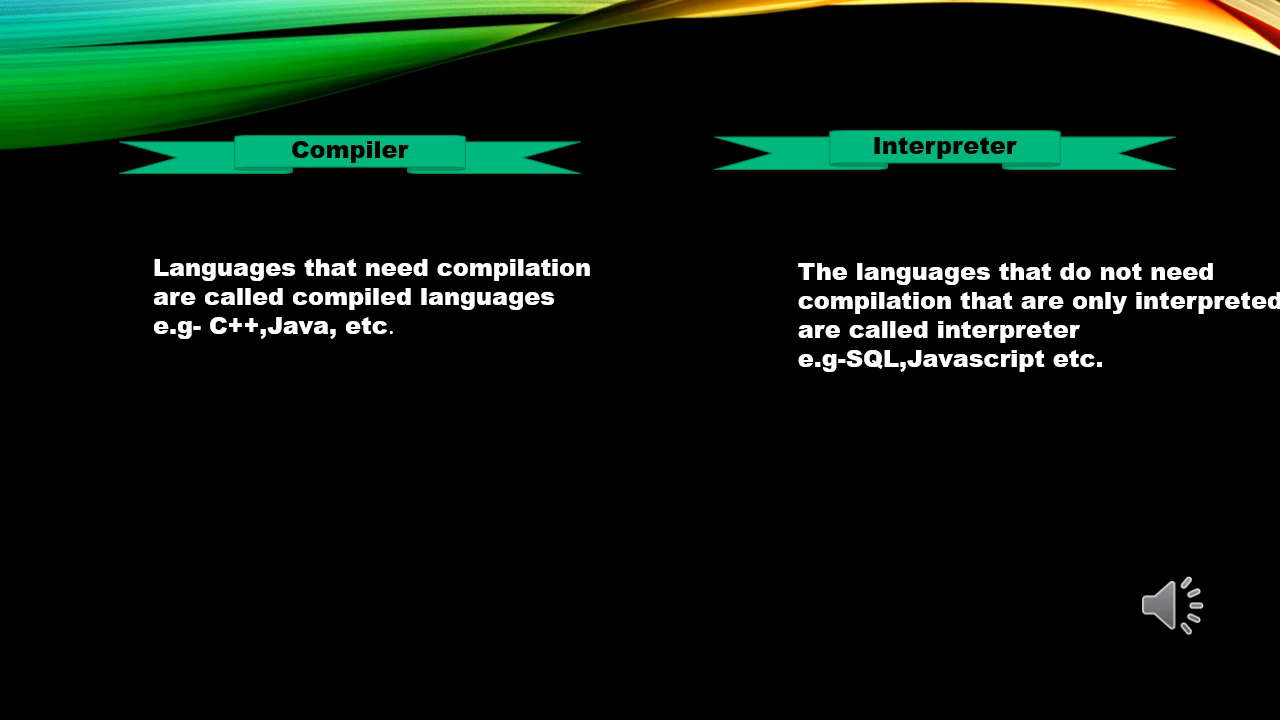 Compiler
Interpreter
Languages that need compilation
are called compiled languages
e.g- C++,Java, etc.
The languages that do not need
compilation that are only interpreted
are called interpreter
e.g-SQL,Javascript etc.